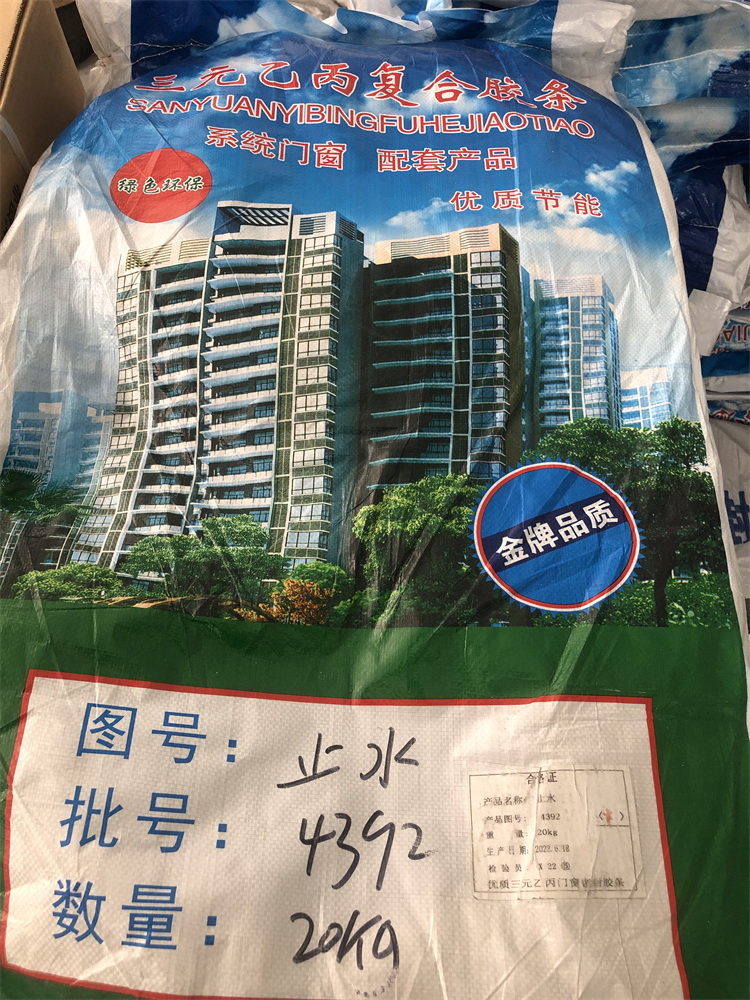 三元乙丙复合胶条
SANYUANYIBINGFUHEJIAOTIAO
系统门窗 配套产品
优质节能
绿色环保
金牌品质
图号: 止水
批号: 4392
数量: 20KG
合格证
产品名称: 止水
产品图号: 4392
重 量: 20kg
生产日期: 2022.8.18
检验员: X 22
优质三元乙丙门窗密封胶条